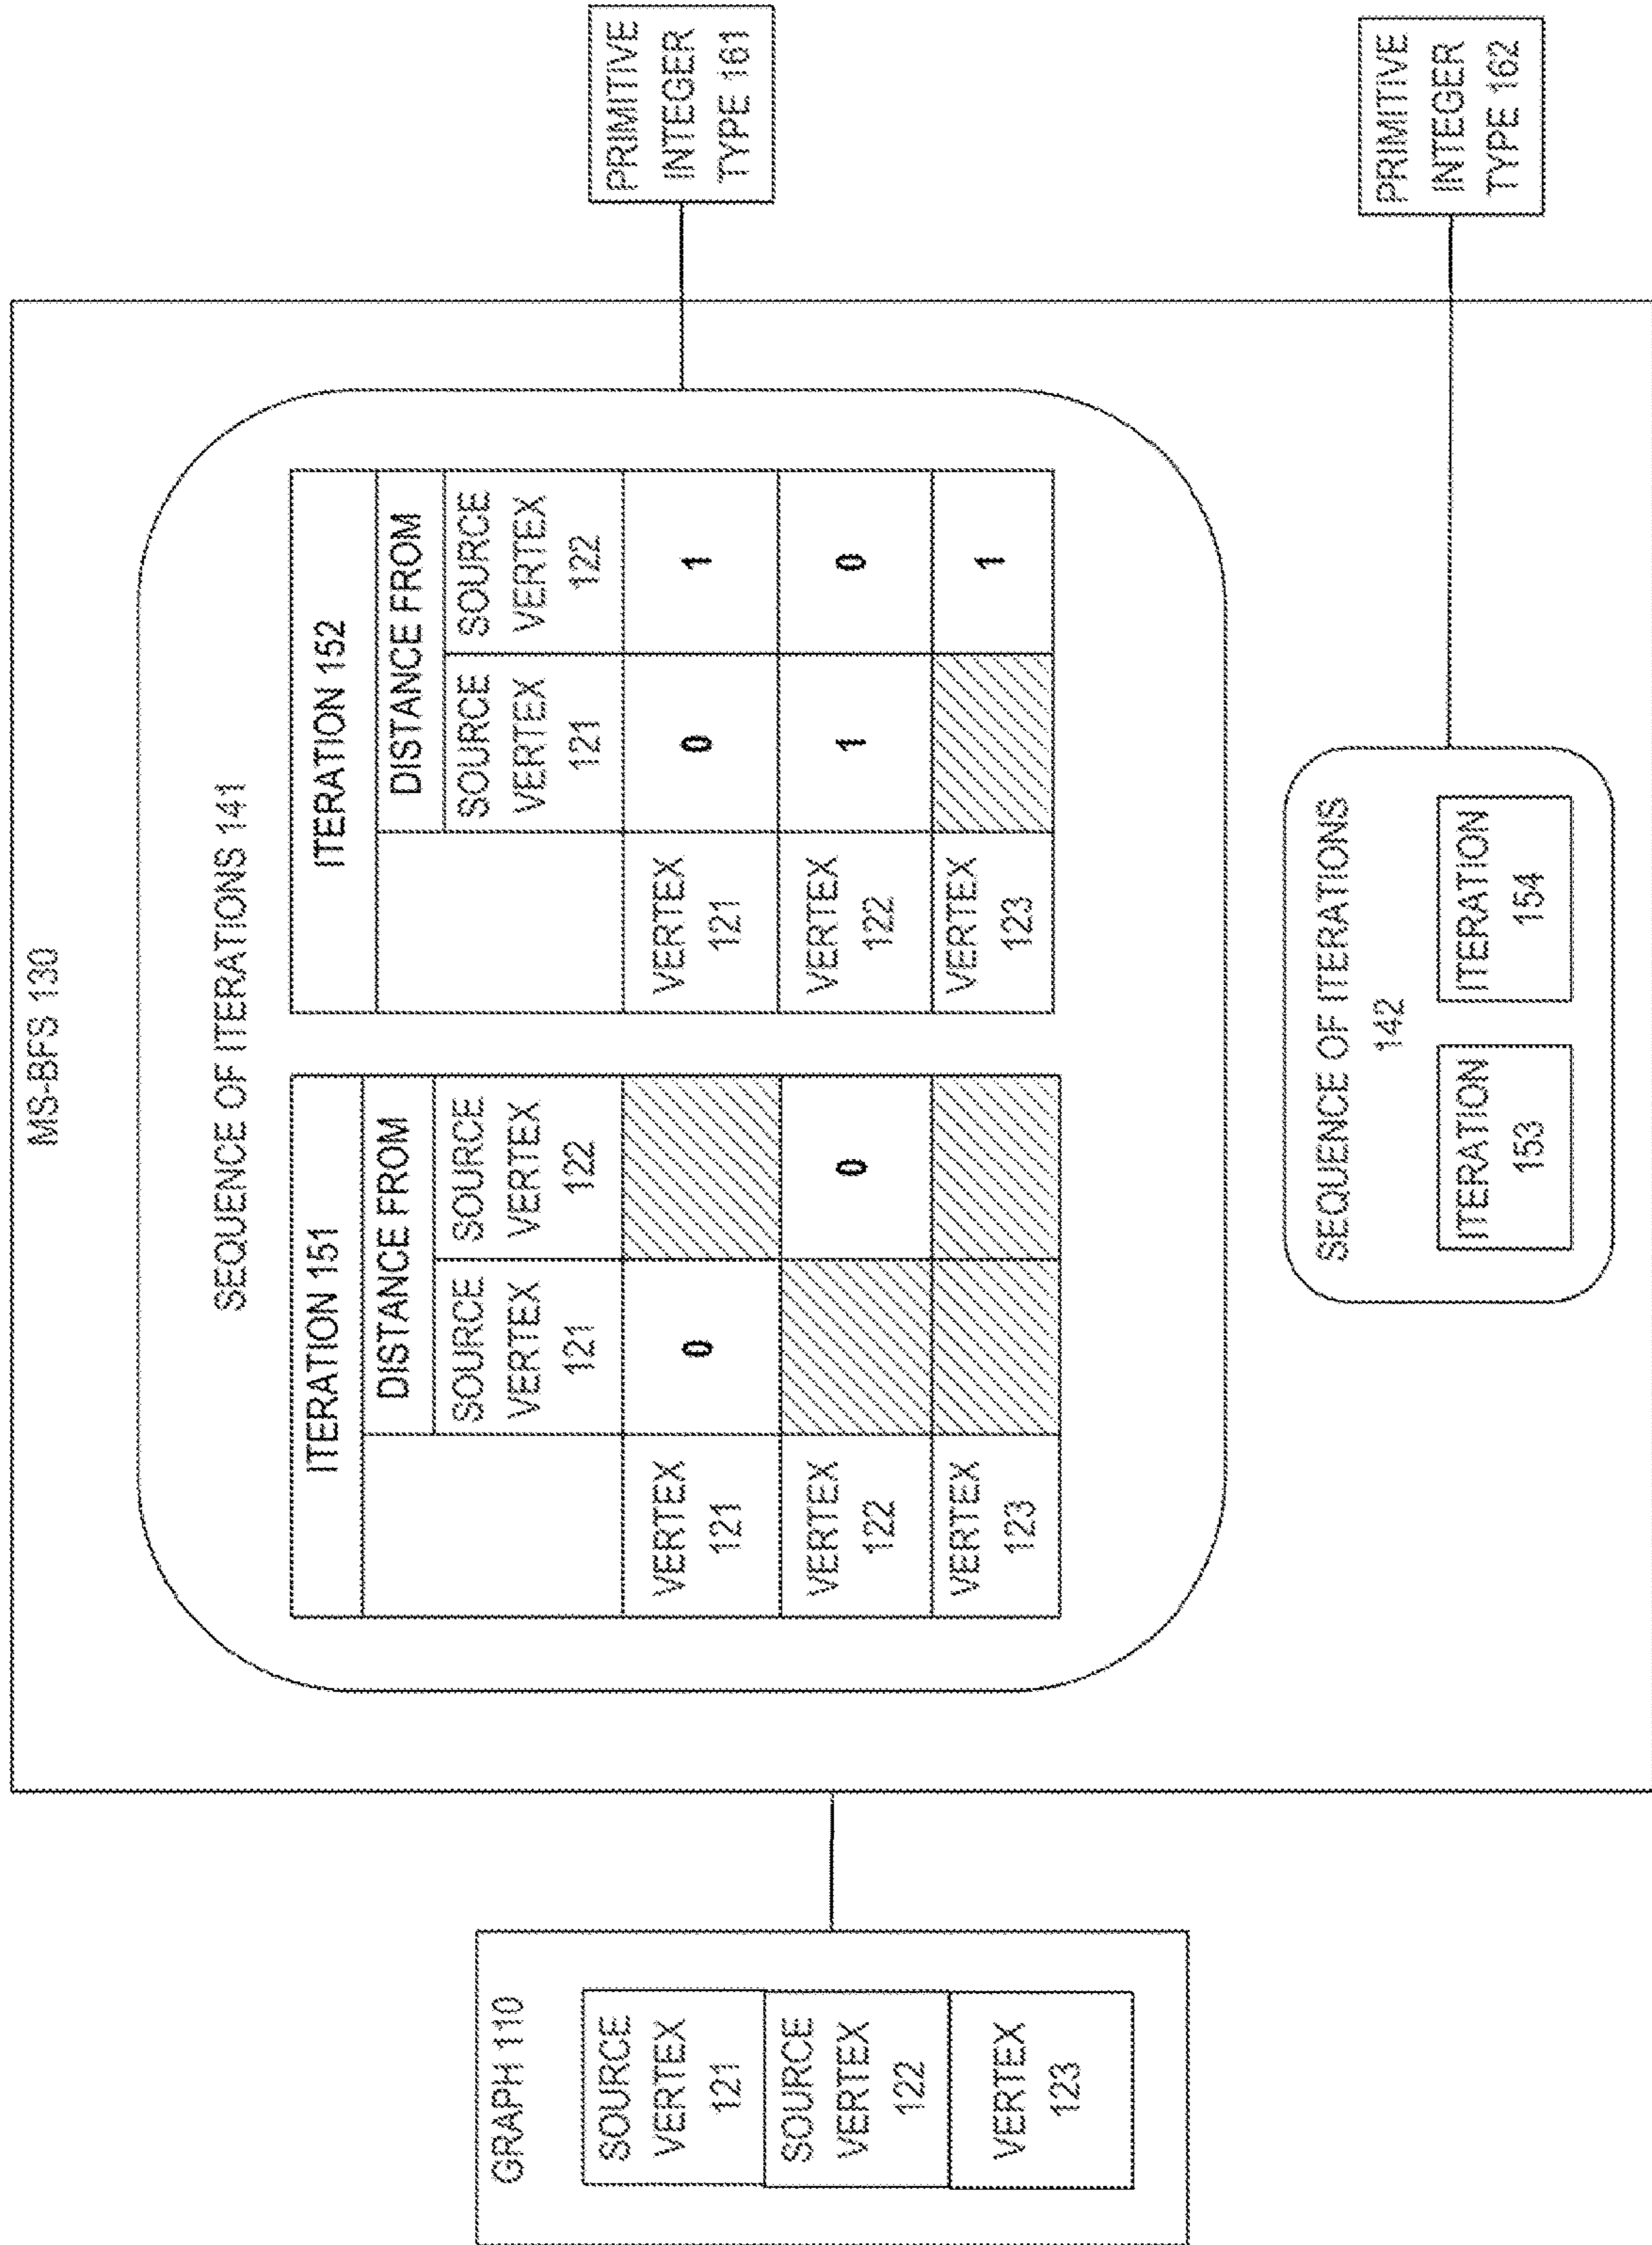 MS-BFS 130
GRAPH 110
SOURCE
VERTEX
121
SOURCE
VERTEX
122
VERTEX
123
SEQUENCE OF ITERATIONS 141
ITERATION 151
DISTANCE FROM
SOURCE
VERTEX
121
SOURCE
VERTEX
122
VERTEX
121
0
VERTEX
122
0
VERTEX
123
ITERATION 152
DISTANCE FROM
SOURCE
VERTEX
121
SOURCE
VERTEX
122
VERTEX
121
0
1
VERTEX
122
1
0
VERTEX
123
1
SEQUENCE OF ITERATIONS
142
ITERATION
153
ITERATION
154
PRIMITIVE
INTEGER
TYPE 161
PRIMITIVE
INTEGER
TYPE 162